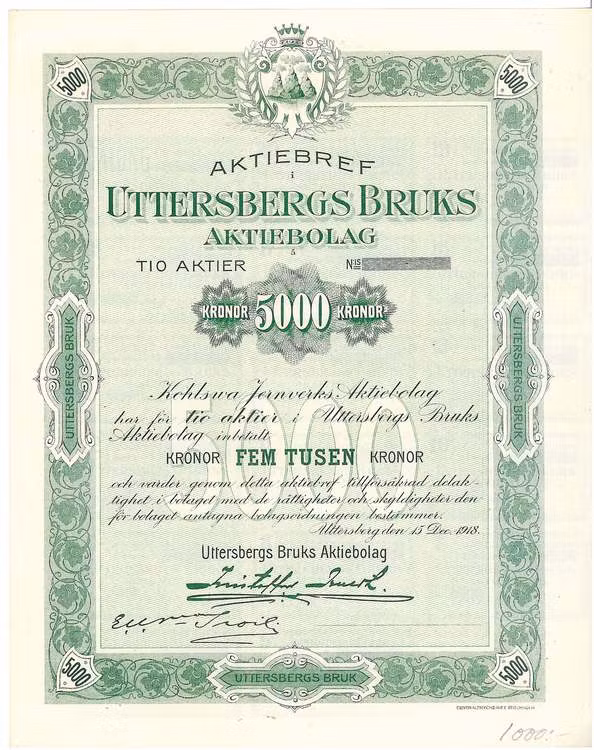 5000 5000
AKTIEBREF
i
UTTERSBERGS BRUKS
AKTIEBOLAG
å
TIO AKTIER Nris
KRONOR 5000 KRONOR
UTTERSBERGS BRUK
UTTERSBERGS BRUK
Kohlswa Jernverks Aktiebolag
har för tio aktier i Uttersbergs Bruks
Aktiebolag inbetalt
KRONOR FEM TUSEN KRONOR
och varder genom detta aktiebref tillförsäkrad delak-
tighet i bolaget med de rättigheter och skyldigheter den
för bolaget antagna bolagsordningen bestämmer.
Uttersberg den 15 Dec. 1918.
Uttersbergs Bruks Aktiebolag
5000 5000
UTTERSBERGS BRUK
1000:-